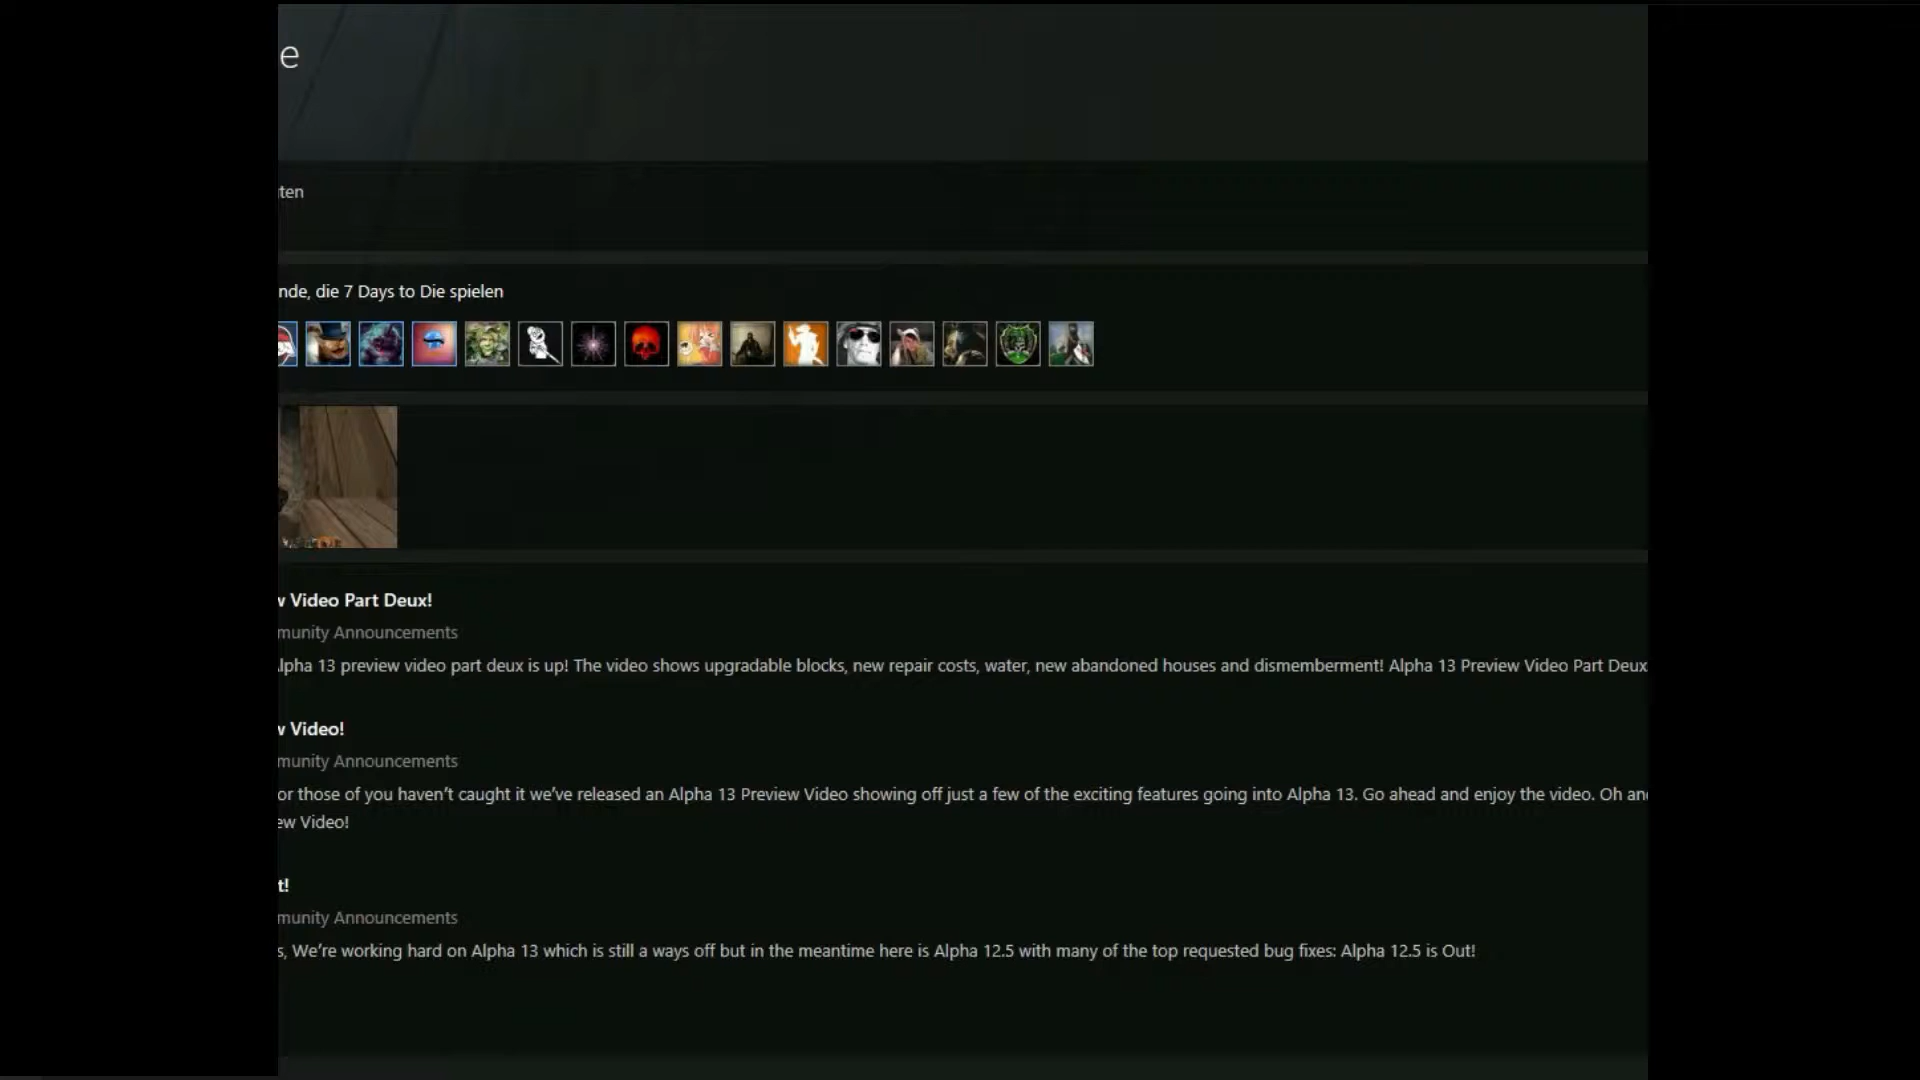 e
ten
nde, die 7 Days to Die spielen
w Video Part Deux!
munity Announcements
lpha 13 preview video part deux is up! The video shows upgradable blocks, new repair costs, water, new abandoned houses and dismemberment! Alpha 13 Preview Video Part Deux
w Video!
munity Announcements
or those of you haven't caught it we've released an Alpha 13 Preview Video showing off just a few of the exciting features going into Alpha 13. Go ahead and enjoy the video. Oh and
ew Video!
t!
munity Announcements
s, We're working hard on Alpha 13 which is still a ways off but in the meantime here is Alpha 12.5 with many of the top requested bug fixes: Alpha 12.5 is Out!